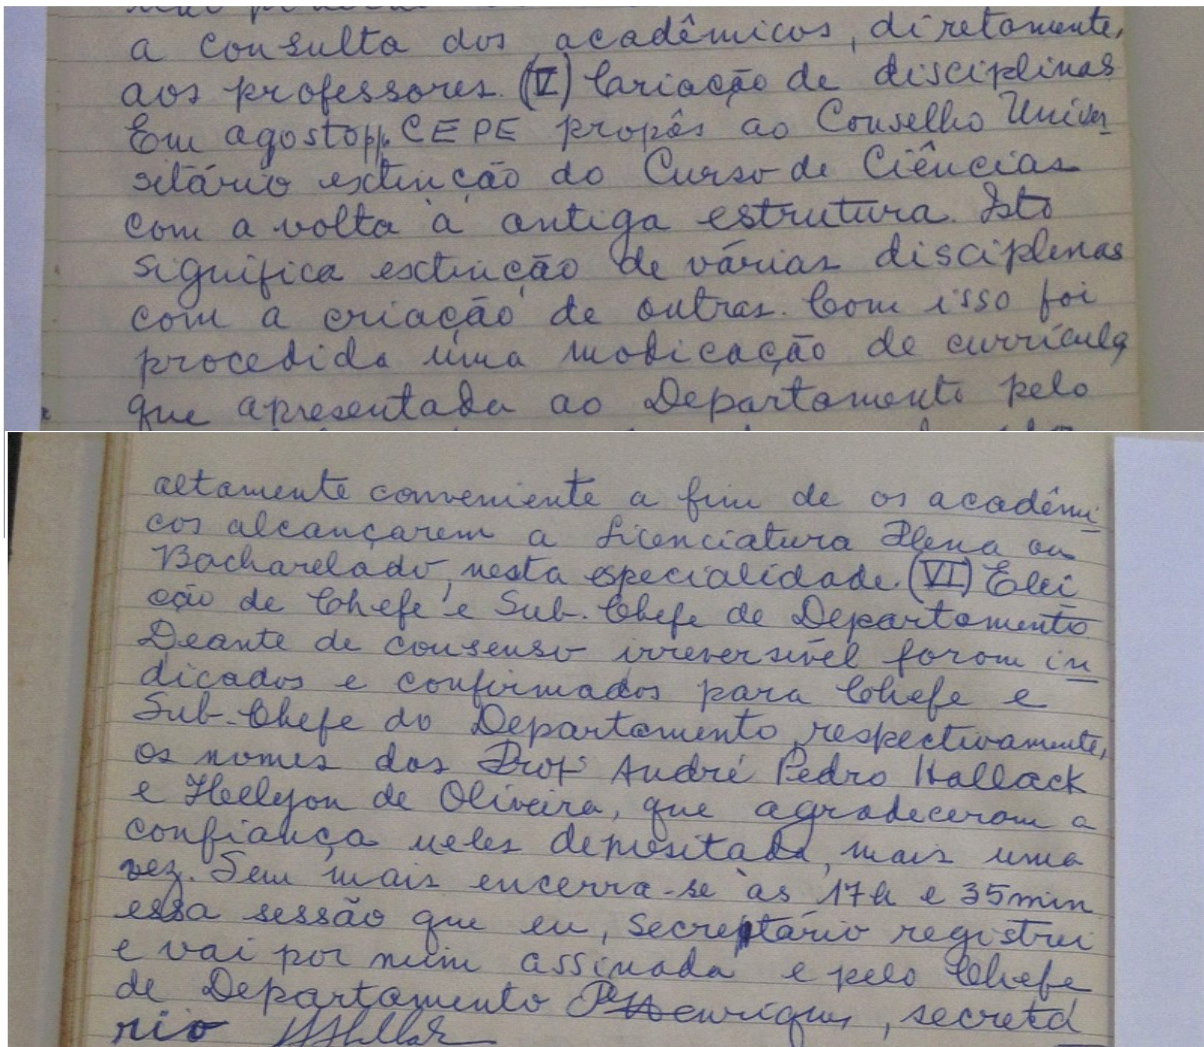 a consulta dos acadêmicos, diretamente,
aos professores. (V) Criação de disciplinas
Em agosto pp. CEPE propôs ao Conselho Univer
sitário extinção do Curso de Ciências
com a volta à antiga estrutura. Isto
significa extinção de várias disciplinas
com a criação de outras. Com isso foi
procedida uma modicação de currículo
que apresentada ao Departamento pelo
altamente conveniente a fim de os acadêmi
cos alcançarem a Licenciatura Plena ou
Bacharelado, nesta especialidade. (VI) Elei
ção de Chefe e Sub-Chefe de Departamento
Deante de consenso irreversível foram in
dicados e confirmados para Chefe e
Sub-Chefe do Departamento, respectivamente,
os nomes dos Prof. André Pedro Hallack
e Heelyon de Oliveira, que agradeceram a
confiança neles depositada, mais uma
vez. Sem mais encerra-se às 17h e 35min
essa sessão que eu, secretário registrei
e vai por mim assinada e pelo Chefe
de Departamento Henriques, secretá
rio